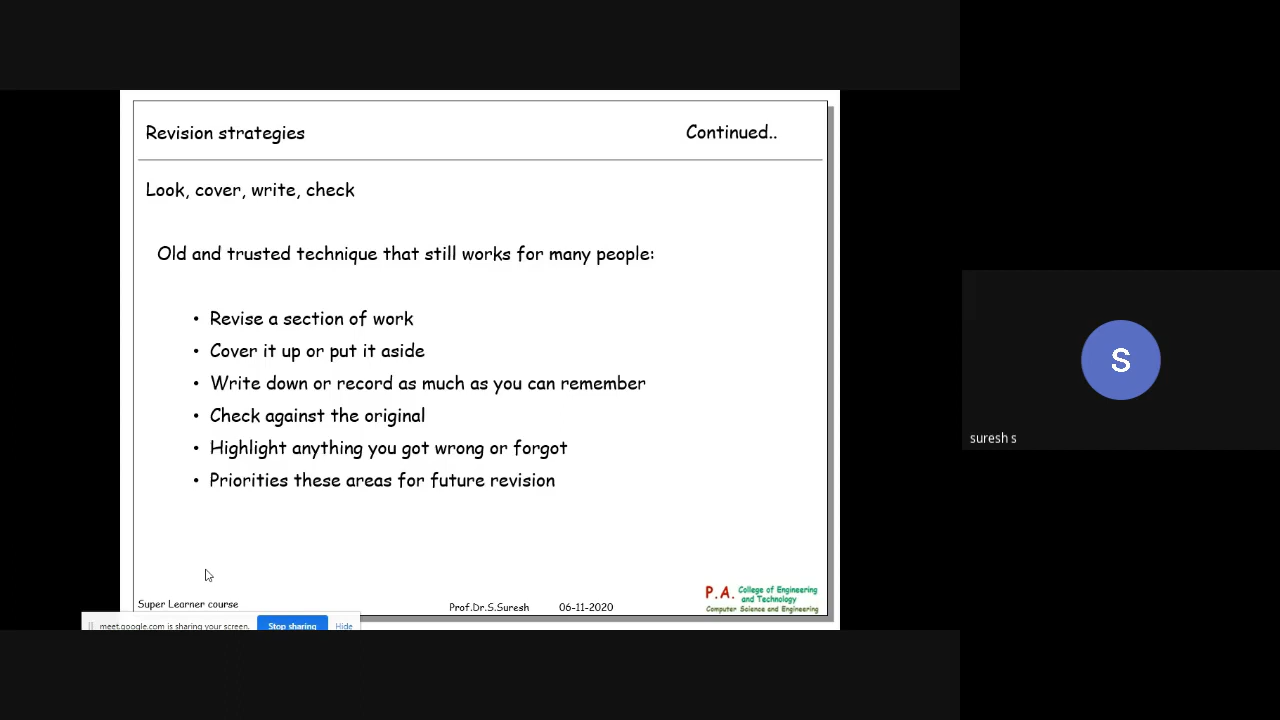 Revision strategies
Continued..
Look, cover, write, check
Old and trusted technique that still works for many people:
• Revise a section of work
• Cover it up or put it aside
• Write down or record as much as you can remember
• Check against the original
• Highlight anything you got wrong or forgot
• Priorities these areas for future revision
Super Learner course
Prof.Dr.S.Suresh
06-11-2020
P.A. College of Engineering
and Technology
Computer Science and Engineering
meet.google.com is sharing your screen.
Stop sharing
Hide
S
suresh s